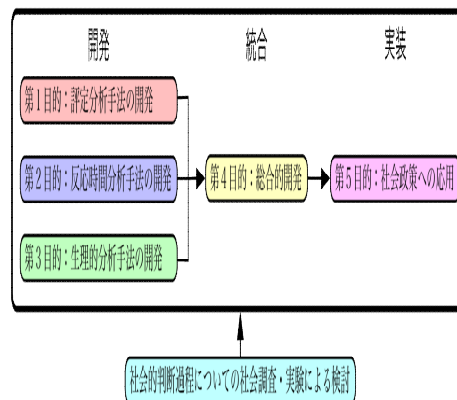 開発
統合
実装
第1目的：評定分析手法の開発
第2目的：反応時間分析手法の開発
第4目的：総合的開発
第5目的：社会政策への応用
第3目的：生理的分析手法の開発
社会的判断過程についての社会調査・実験による検討